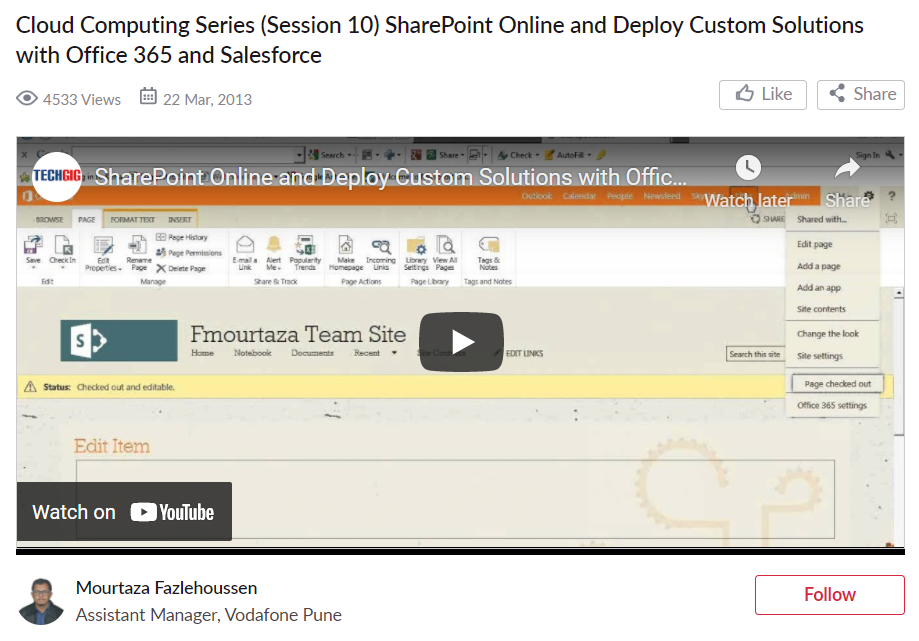 Cloud Computing Series (Session 10) SharePoint Online and Deploy Custom Solutions
with Office 365 and Salesforce
4533 Views 22 Mar, 2013
Like Share
Search Share Check AutoFill Sign In
TECHGIG SharePoint Online and Deploy Custom Solutions with Offic...
Watch later Share
Outlook Calendar People Newsfeed Admin
BROWSE PAGE FORMAT TEXT INSERT SHARE
Shared with...
Save Check In Edit Properties Rename Page Page History Page Permissions Delete Page E-mail a Link Alert Me Popularity Trends Make Homepage Incoming Links Library Settings View All Pages Tags & Notes
Edit Manage Share & Track Page Actions Page Library Tags and Notes
Edit page
Add a page
Add an app
Site contents
Change the look
Site settings
Page checked out
Office 365 settings
S Fmourtaza Team Site
Home Notebook Documents Recent EDIT LINKS Search this site
Status: Checked out and editable.
Edit Item
Watch on YouTube
Mourtaza Fazlehoussen
Assistant Manager, Vodafone Pune
Follow